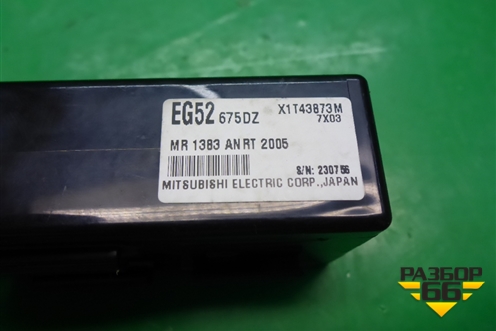 EG52 675DZ X1T43873M
7X03
MR 1383 ANRT 2005
S/N: 230756
MITSUBISHI ELECTRIC CORP.,JAPAN
РАЗБОР
66